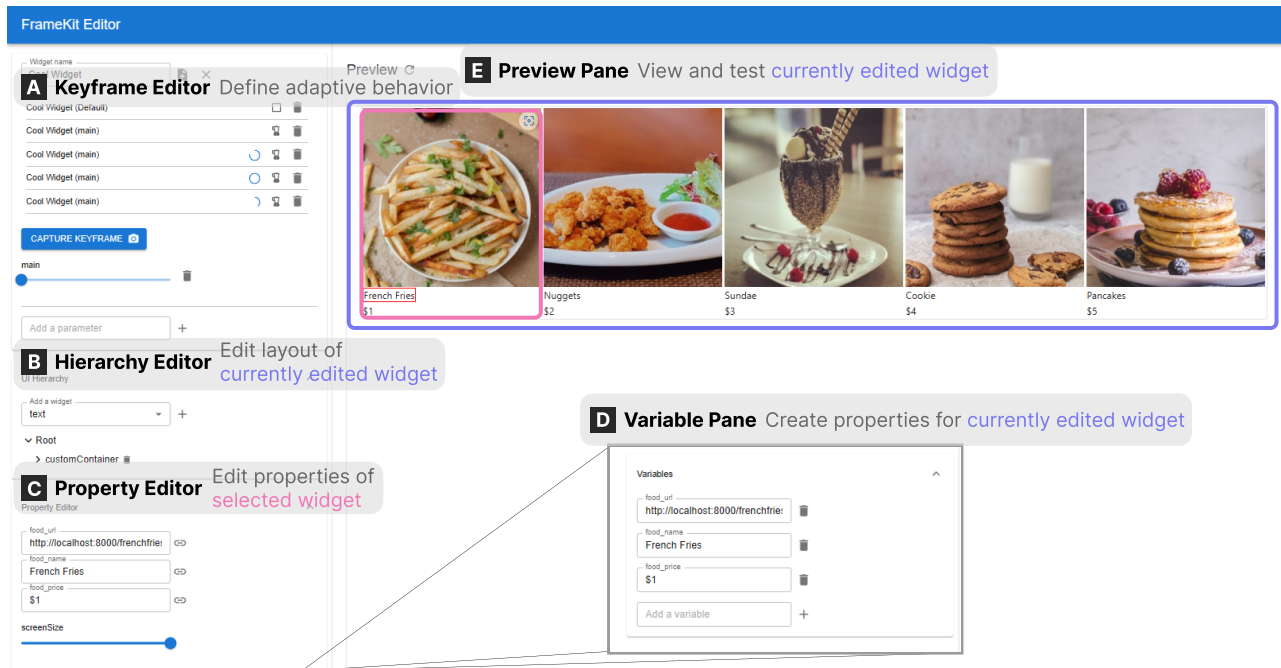 FrameKit Editor
Widget name
Cool Widget
A Keyframe Editor Define adaptive behavior
Cool Widget (Default)
Cool Widget (main)
Cool Widget (main)
Cool Widget (main)
Cool Widget (main)
CAPTURE KEYFRAME
main
Add a parameter
B Hierarchy Editor Edit layout of
currently edited widget
UI Hierarchy
Add a widget
text
Root
customContainer
C Property Editor Edit properties of
selected widget
Property Editor
food_url
http://localhost:8000/frenchfries
food_name
French Fries
food_price
$1
screenSize
Preview
E Preview Pane View and test currently edited widget
French Fries
$1
Nuggets
$2
Sundae
$3
Cookie
$4
Pancakes
$5
D Variable Pane Create properties for currently edited widget
Variables
food_url
http://localhost:8000/frenchfries
food_name
French Fries
food_price
$1
Add a variable